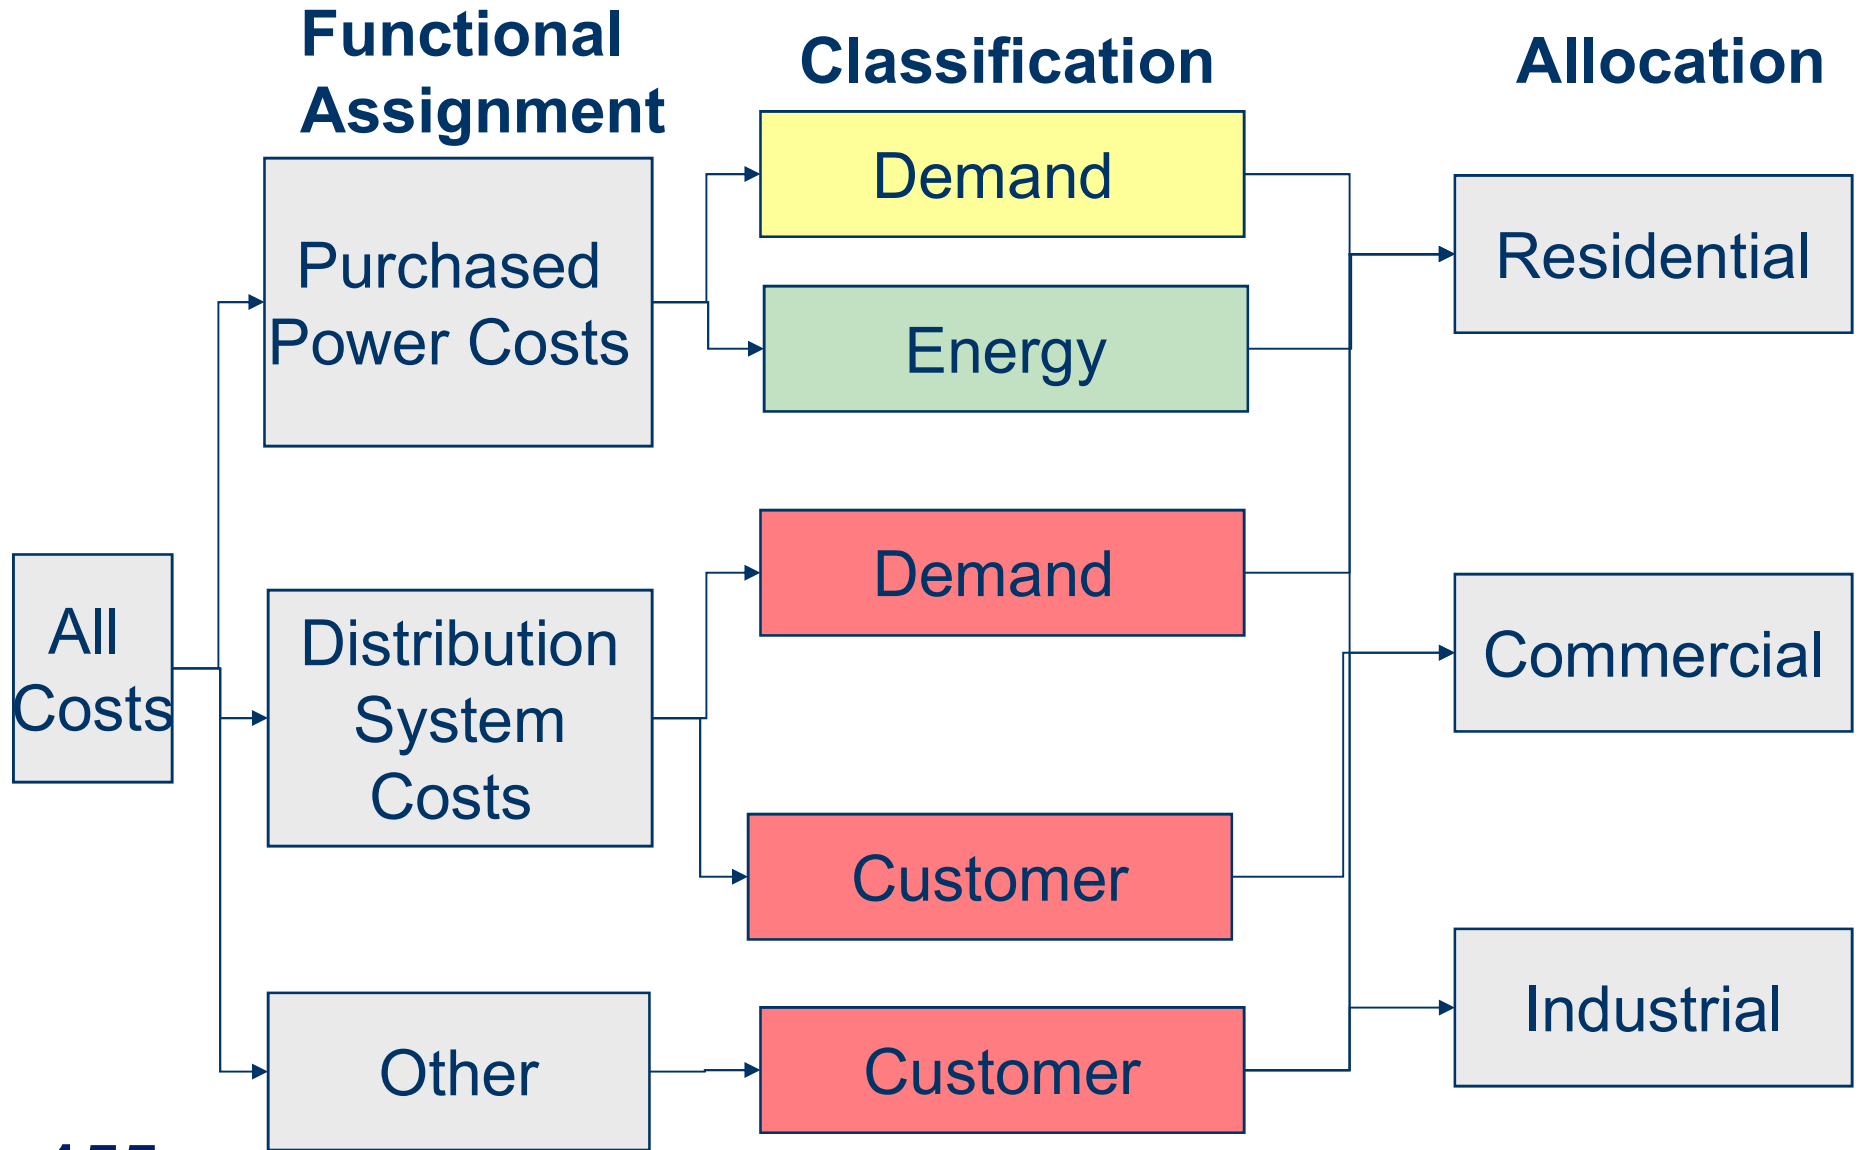 Functional
Assignment
Classification
Allocation
Purchased
Power Costs
Demand
Energy
Residential
All
Costs
Distribution
System
Costs
Demand
Customer
Commercial
Other
Customer
Industrial